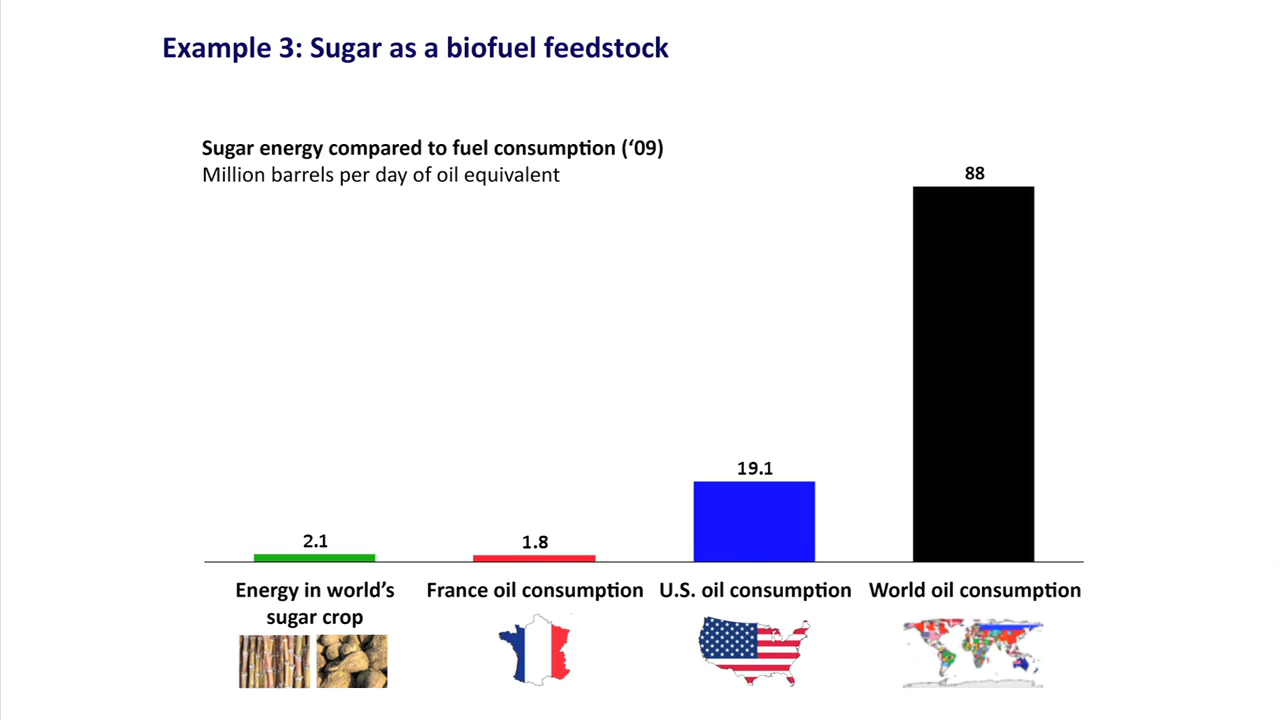 Example 3: Sugar as a biofuel feedstock
Sugar energy compared to fuel consumption (‘09)
Million barrels per day of oil equivalent
88
19.1
2.1
1.8
Energy in world’s
sugar crop
France oil consumption
U.S. oil consumption
World oil consumption